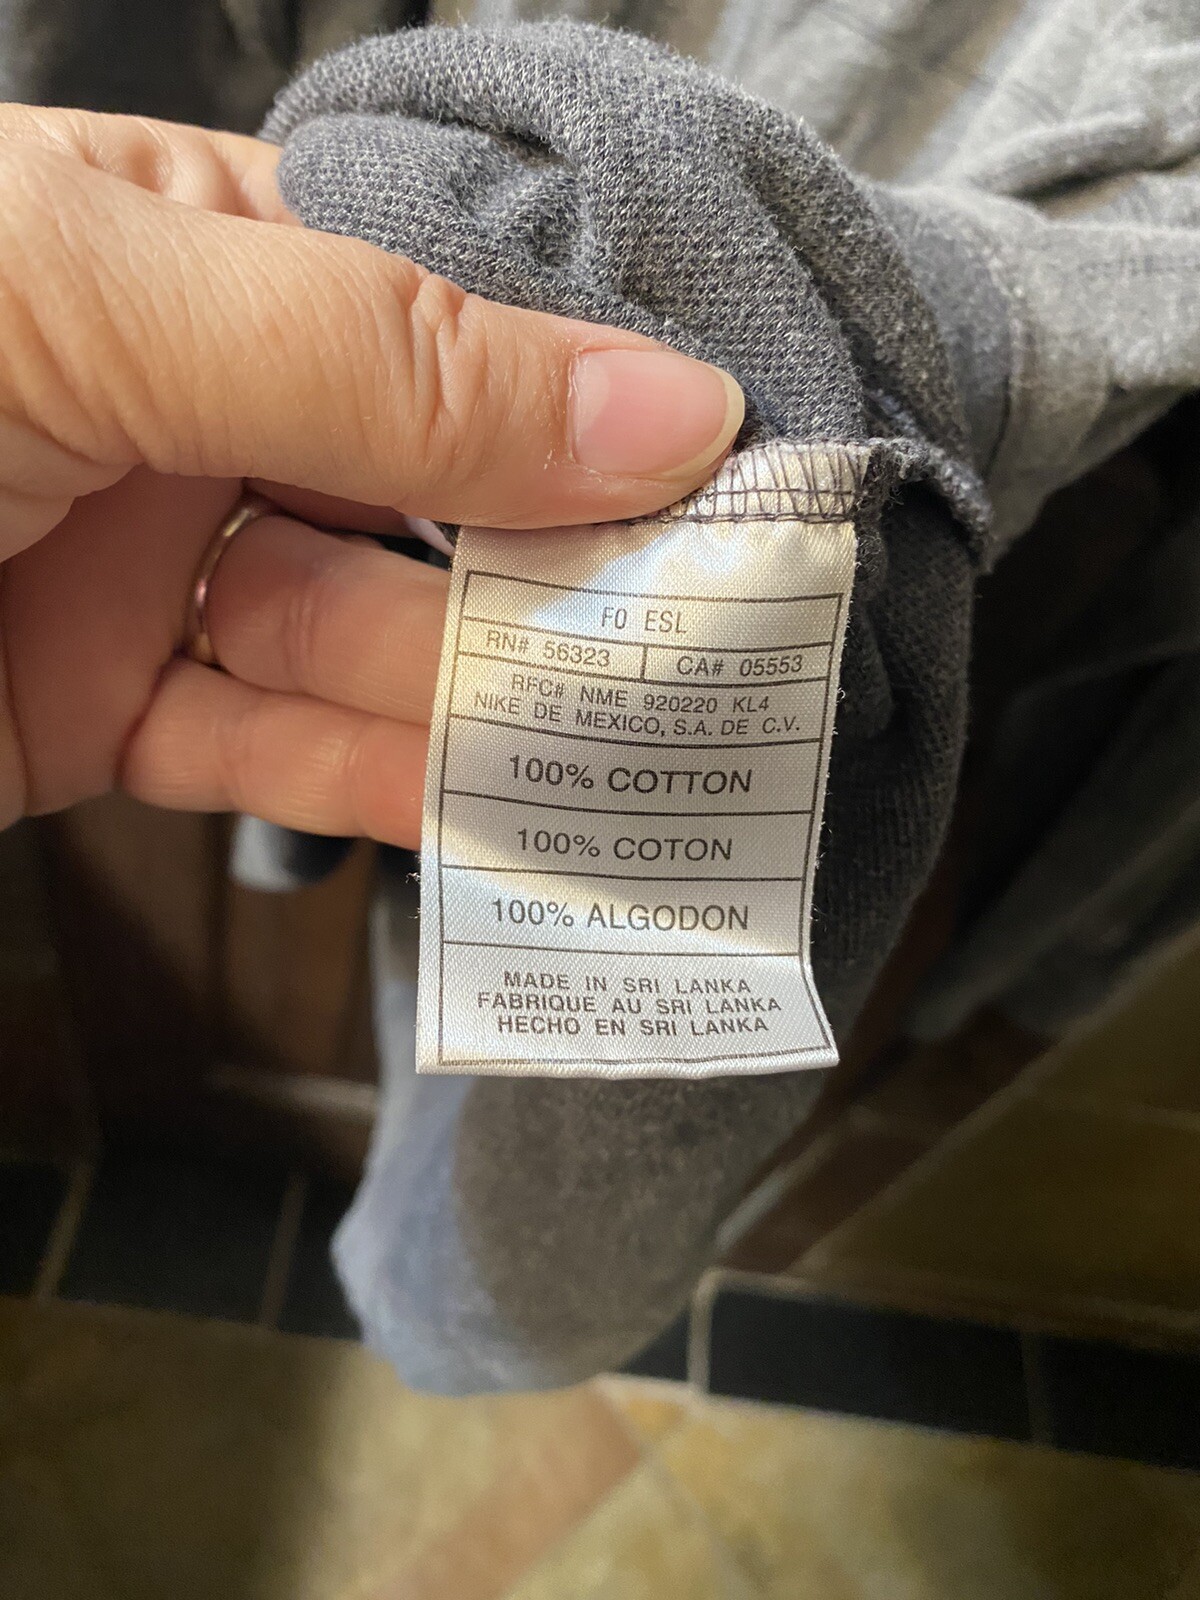 FO ESL
RN# 56323
CA# 05553
RFC# NME 920220 KL4
NIKE DE MEXICO, S.A. DE C.V.
100% COTTON
100% COTON
100% ALGODON
MADE IN SRI LANKA
FABRIQUE AU SRI LANKA
HECHO EN SRI LANKA